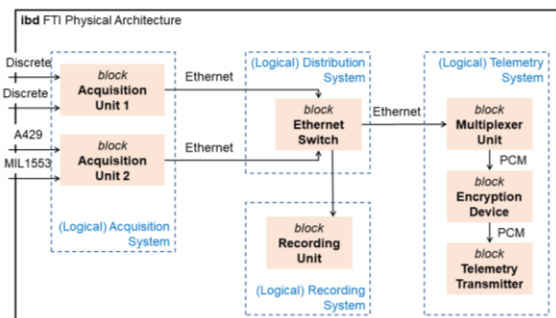 ibd FTI Physical Architecture
Discrete
Discrete
A429
MIL1553
block
Acquisition
Unit 1
block
Acquisition
Unit 2
(Logical) Acquisition
System
Ethernet
Ethernet
(Logical) Distribution
System
block
Ethernet
Switch
Ethernet
block
Recording
Unit
(Logical) Recording
System
(Logical) Telemetry
System
block
Multiplexer
Unit
PCM
block
Encryption
Device
PCM
block
Telemetry
Transmitter